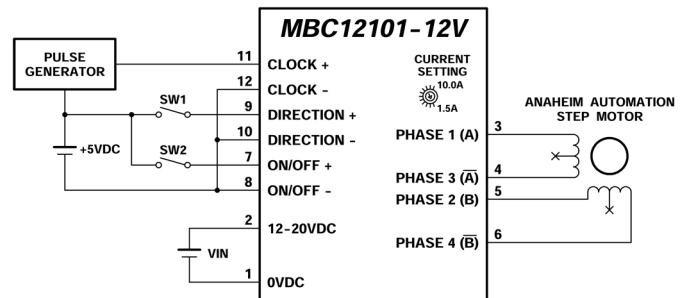 MBC12101-12V
PULSE
GENERATOR
11
CLOCK +
12
CLOCK -
SW1
9
DIRECTION +
10
DIRECTION -
+5VDC
SW2
7
ON/OFF +
8
ON/OFF -
2
12-20VDC
VIN
1
0VDC
CURRENT
SETTING
10.0A
1.5A
ANAHEIM AUTOMATION
STEP MOTOR
PHASE 1 (A)
3
PHASE 3 (A̅)
4
PHASE 2 (B)
5
PHASE 4 (B̅)
6